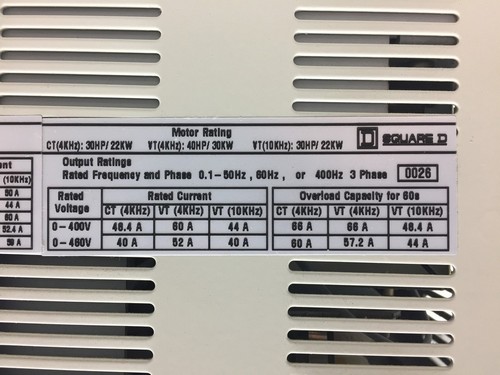 Motor Rating
CT(4KHz): 30HP/ 22KW VT(4KHz): 40HP/ 30KW VT(10KHz): 30HP/ 22KW
SQUARE D
Output Ratings
Rated Frequency and Phase 0.1-50Hz, 60Hz, or 400Hz 3 Phase 0026
Rated Voltage Rated Current Overload Capacity for 60s
CT (4KHz) VT (4KHz) VT (10KHz) CT (4KHz) VT (4KHz) VT (10KHz)
0-400V 48.4 A 60 A 44 A 66 A 66 A 48.4 A
0-460V 40 A 52 A 40 A 60 A 57.2 A 44 A
(10KHz)
50 A
44 A
60 A
52.4 A